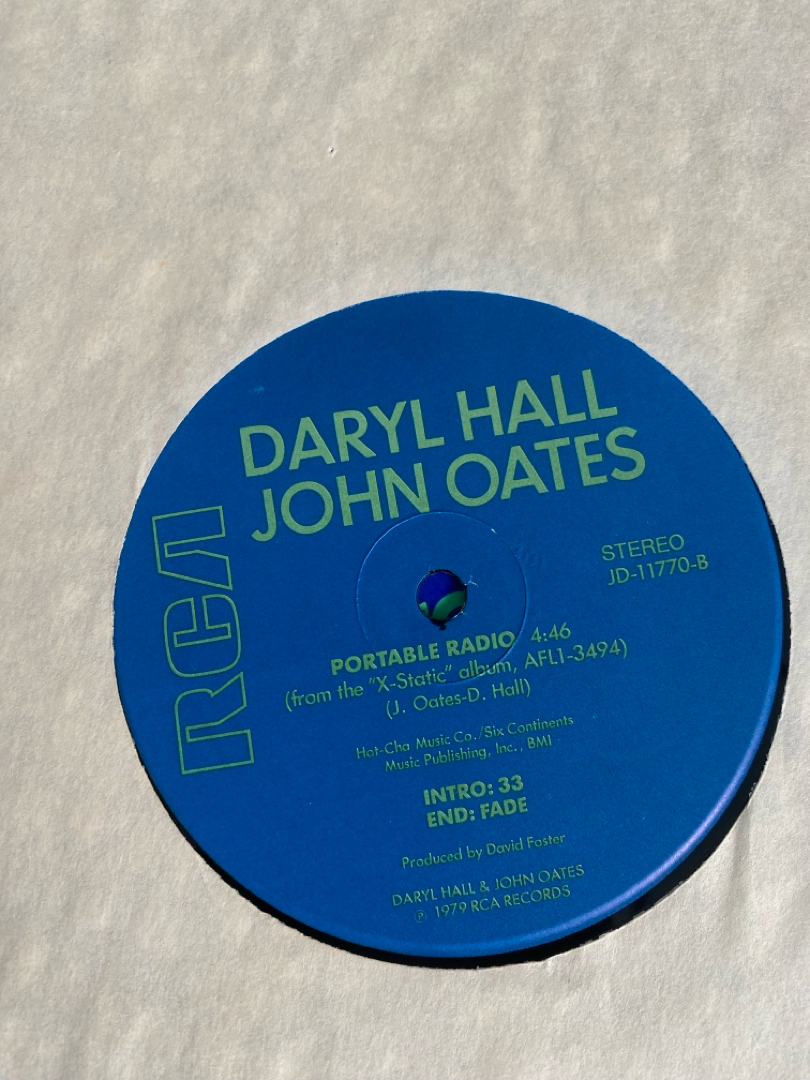 DARYL HALL
JOHN OATES
RCA
STEREO
JD-11770-B
PORTABLE RADIO 4:46
(from the "X-Static" album, AFL1-3494)
(J. Oates-D. Hall)
Hot-Cha Music Co./Six Continents
Music Publishing, Inc., BMI
INTRO: 33
END: FADE
Produced by David Foster
DARYL HALL & JOHN OATES
℗ 1979 RCA RECORDS